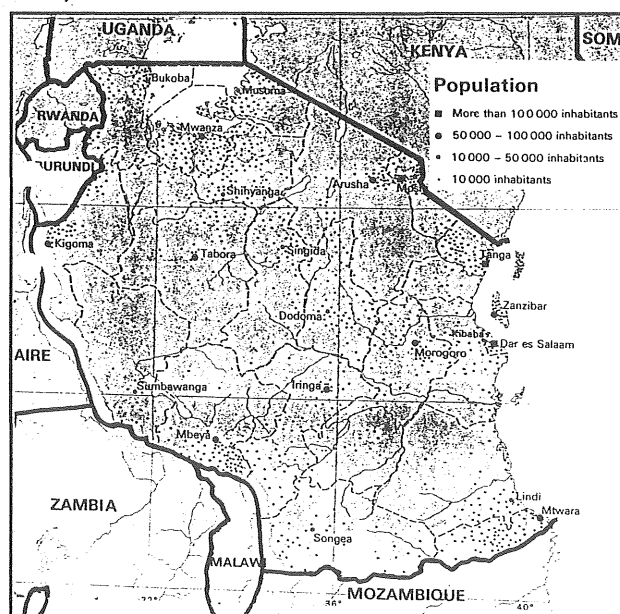 UGANDA
KENYA
SOM
Population
More than 100 000 inhabitants
50 000 – 100 000 inhabitants
10 000 – 50 000 inhabitants
10 000 inhabitants
Bukoba
Musoma
RWANDA
Mwanza
BURUNDI
Shinyanga
Arusha
Moshi
Kigoma
Tabora
Singida
Tanga
Zanzibar
Dodoma
Kibaba
Dar es Salaam
Morogoro
AIRE
Sumbawanga
Iringa
Mbeya
ZAMBIA
Lindi
Mtwara
Songea
MALAWI
MOZAMBIQUE
36°
40°